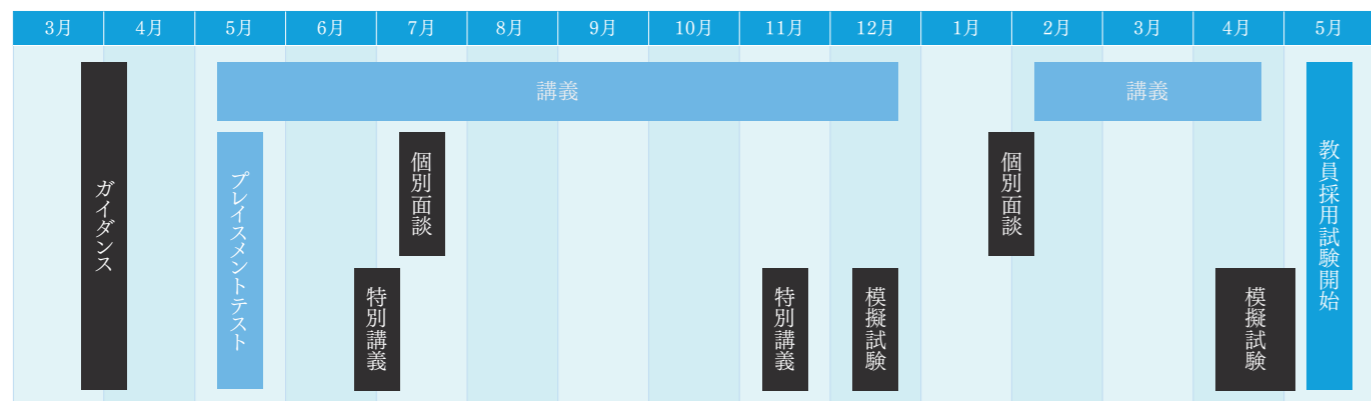 3月 4月 5月 6月 7月 8月 9月 10月 11月 12月 1月 2月 3月 4月 5月
講義
講義
ガイダンス
プレイスメントテスト
特別講義
個別面談
特別講義
模擬試験
個別面談
模擬試験
教員採用試験開始